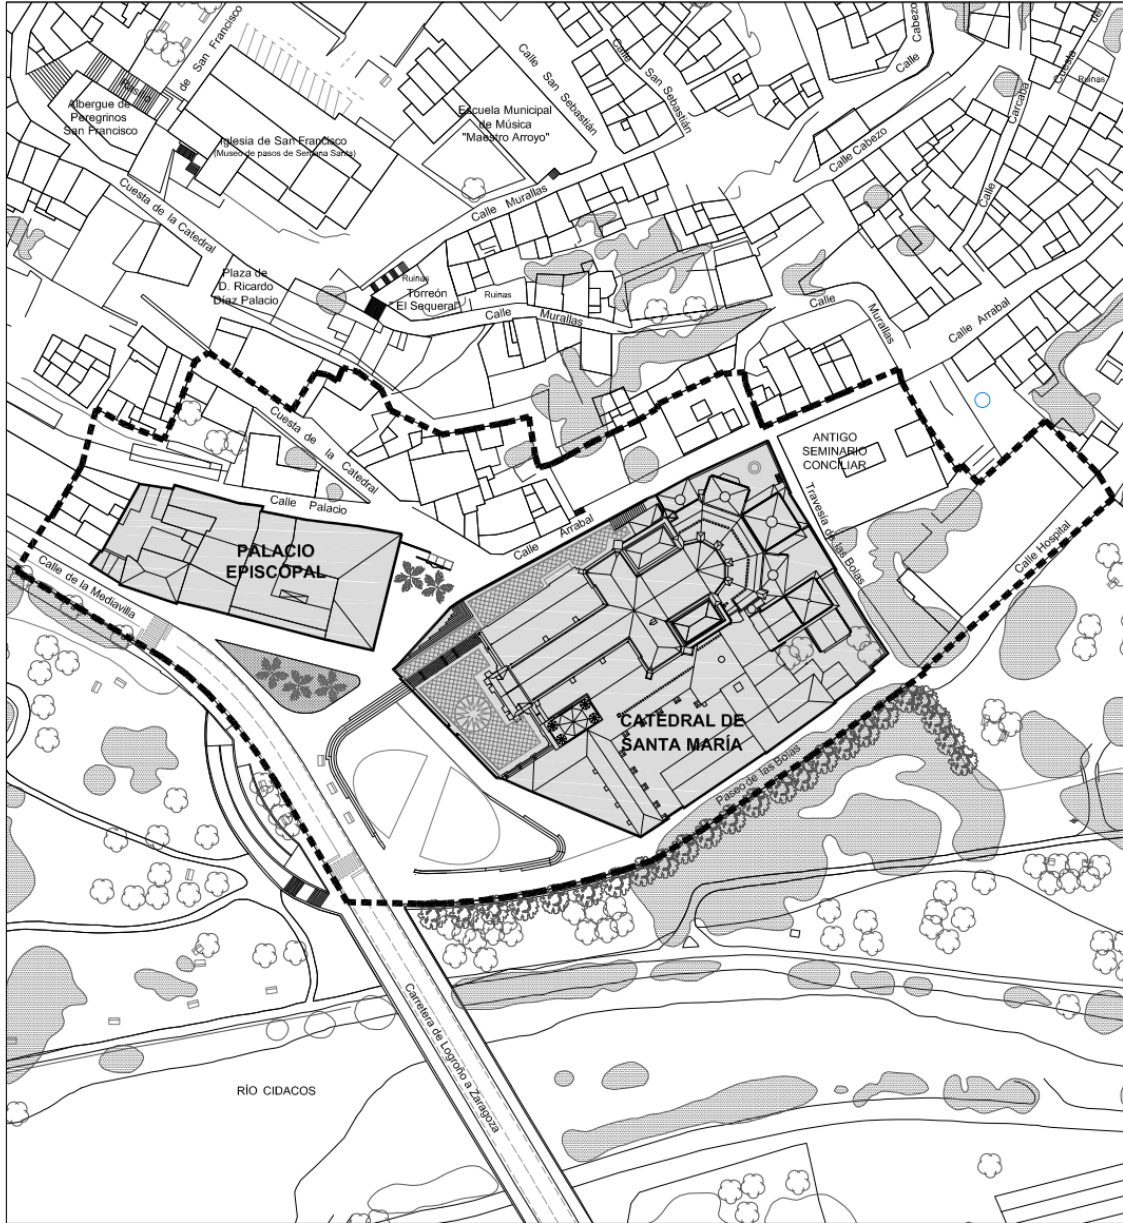 de San Francisco
Rasillo
Albergue de
Peregrinos
San Francisco
Iglesia de San Francisco
(Museo de pasos de Semana Santa)
Calle San Sebastián
San Sebastián
Escuela Municipal
de Música
"Maestro Arroyo"
Calle Cabezo
Calle Cabezo
Cuesta del
Ruinas
Calle Carcaba
Cuesta de la Catedral
Calle Murallas
Plaza de
D. Ricardo
Díaz Palacio
Ruinas
Torreón
" El Sequeral"
Ruinas
Calle Murallas
Calle Murallas
Calle Arrabal
Cuesta de la Catedral
ANTIGO
SEMINARIO
CONCILIAR
Calle Palacio
Calle Arrabal
Travesía de las Bolas
Calle Hospital
PALACIO
EPISCOPAL
Calle de la Mediavilla
CATEDRAL DE
SANTA MARÍA
Paseo de las Bolas
Carretera de Logroño a Zaragoza
RÍO CIDACOS